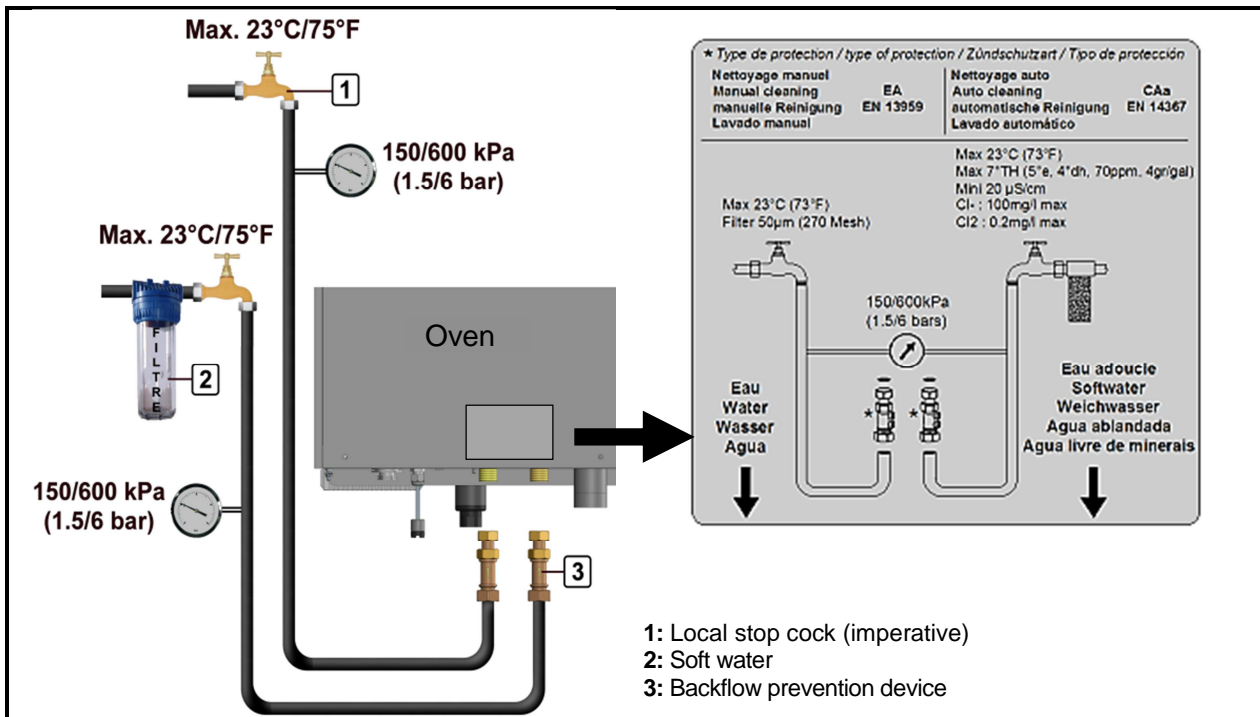 Max. 23°C/75°F
1
150/600 kPa
(1.5/6 bar)
Max. 23°C/75°F
FILTRE
2
150/600 kPa
(1.5/6 bar)
Oven
3
* Type de protection / type of protection / Zündschutzart / Tipo de protección
Nettoyage manuel
Manual cleaning
manuelle Reinigung
Lavado manual
EA
EN 13959
Nettoyage auto
Auto cleaning
automatische Reinigung
Lavado automático
CAa
EN 14367
Max 23°C (73°F)
Filter 50µm (270 Mesh)
Max 23°C (73°F)
Max 7°TH (5°e, 4°dh, 70ppm, 4gr/gal)
Mini 20 µS/cm
Cl- : 100mg/l max
Cl2 : 0.2mg/l max
150/600kPa
(1.5/6 bars)
*
*
Eau
Water
Wasser
Agua
Eau adoucie
Softwater
Weichwasser
Agua ablandada
Agua livre de minerais
1: Local stop cock (imperative)
2: Soft water
3: Backflow prevention device